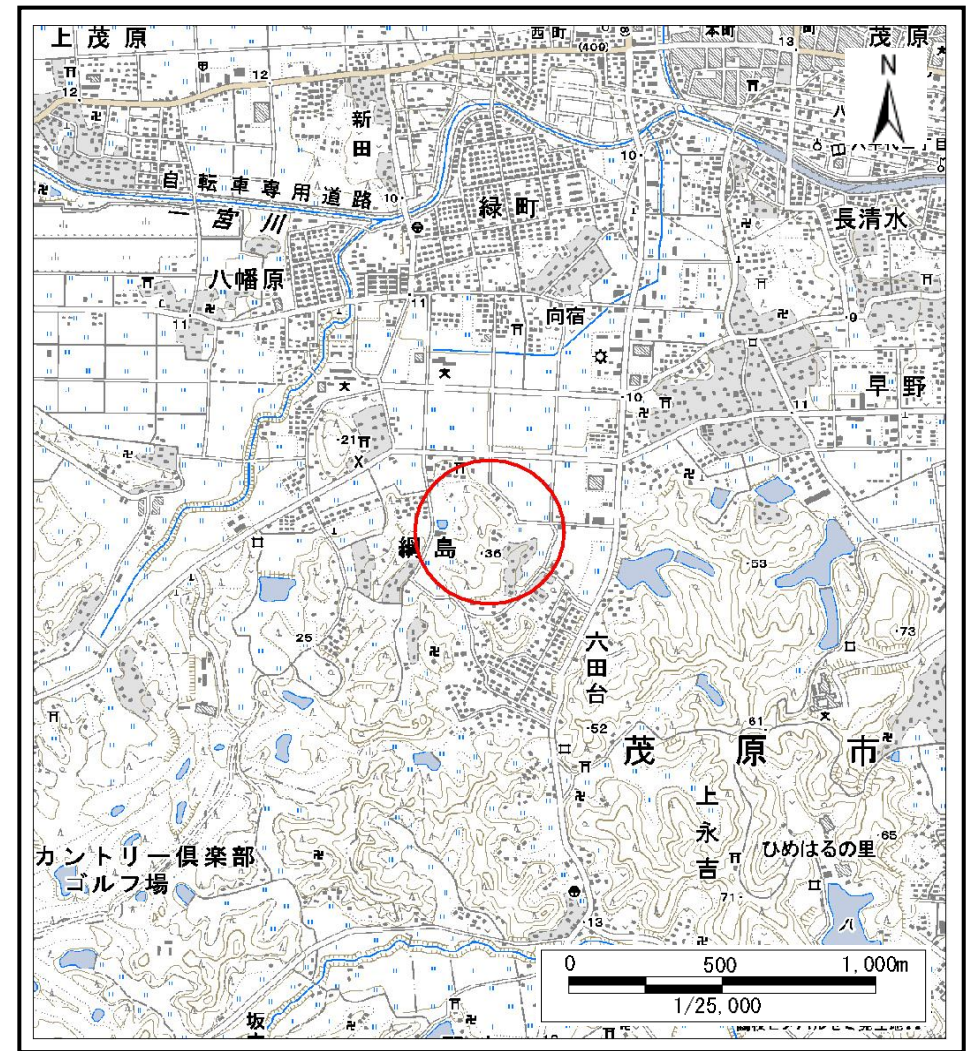 上茂原
西町
本町
町
茂原
(409)
13
12
12
N
新田
八
10
自転車専用道路
10
一宮川
緑町
長清水
八幡原
11
向宿
9
11
10
早野
11
21
綱島
36
53
25
73
六田台
52
61
茂原市
上永吉
65
ひめはるの里
カントリー倶楽部
ゴルフ場
71
13
0 500 1,000m
1/25,000
坂